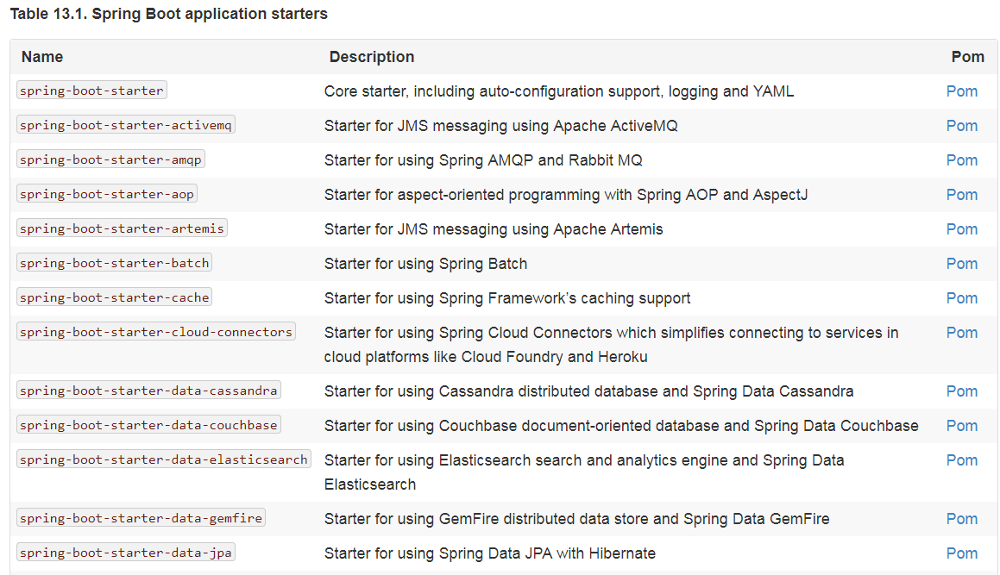 Table 13.1. Spring Boot application starters
Name Description Pom
spring-boot-starter Core starter, including auto-configuration support, logging and YAML Pom
spring-boot-starter-activemq Starter for JMS messaging using Apache ActiveMQ Pom
spring-boot-starter-amqp Starter for using Spring AMQP and Rabbit MQ Pom
spring-boot-starter-aop Starter for aspect-oriented programming with Spring AOP and AspectJ Pom
spring-boot-starter-artemis Starter for JMS messaging using Apache Artemis Pom
spring-boot-starter-batch Starter for using Spring Batch Pom
spring-boot-starter-cache Starter for using Spring Framework’s caching support Pom
spring-boot-starter-cloud-connectors Starter for using Spring Cloud Connectors which simplifies connecting to services in Pom
cloud platforms like Cloud Foundry and Heroku
spring-boot-starter-data-cassandra Starter for using Cassandra distributed database and Spring Data Cassandra Pom
spring-boot-starter-data-couchbase Starter for using Couchbase document-oriented database and Spring Data Couchbase Pom
spring-boot-starter-data-elasticsearch Starter for using Elasticsearch search and analytics engine and Spring Data Pom
Elasticsearch
spring-boot-starter-data-gemfire Starter for using GemFire distributed data store and Spring Data GemFire Pom
spring-boot-starter-data-jpa Starter for using Spring Data JPA with Hibernate Pom